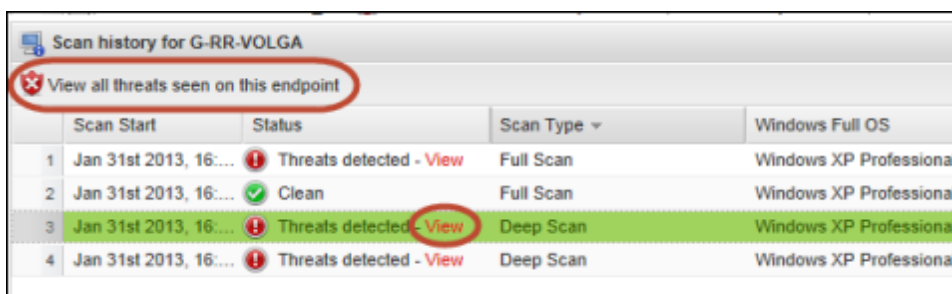 Scan history for G-RR-VOLGA
View all threats seen on this endpoint
Scan Start Status Scan Type Windows Full OS
1 Jan 31st 2013, 16:... Threats detected - View Full Scan Windows XP Professiona
2 Jan 31st 2013, 16:... Clean Full Scan Windows XP Professiona
3 Jan 31st 2013, 16:... Threats detected - View Deep Scan Windows XP Professiona
4 Jan 31st 2013, 16:... Threats detected - View Deep Scan Windows XP Professiona